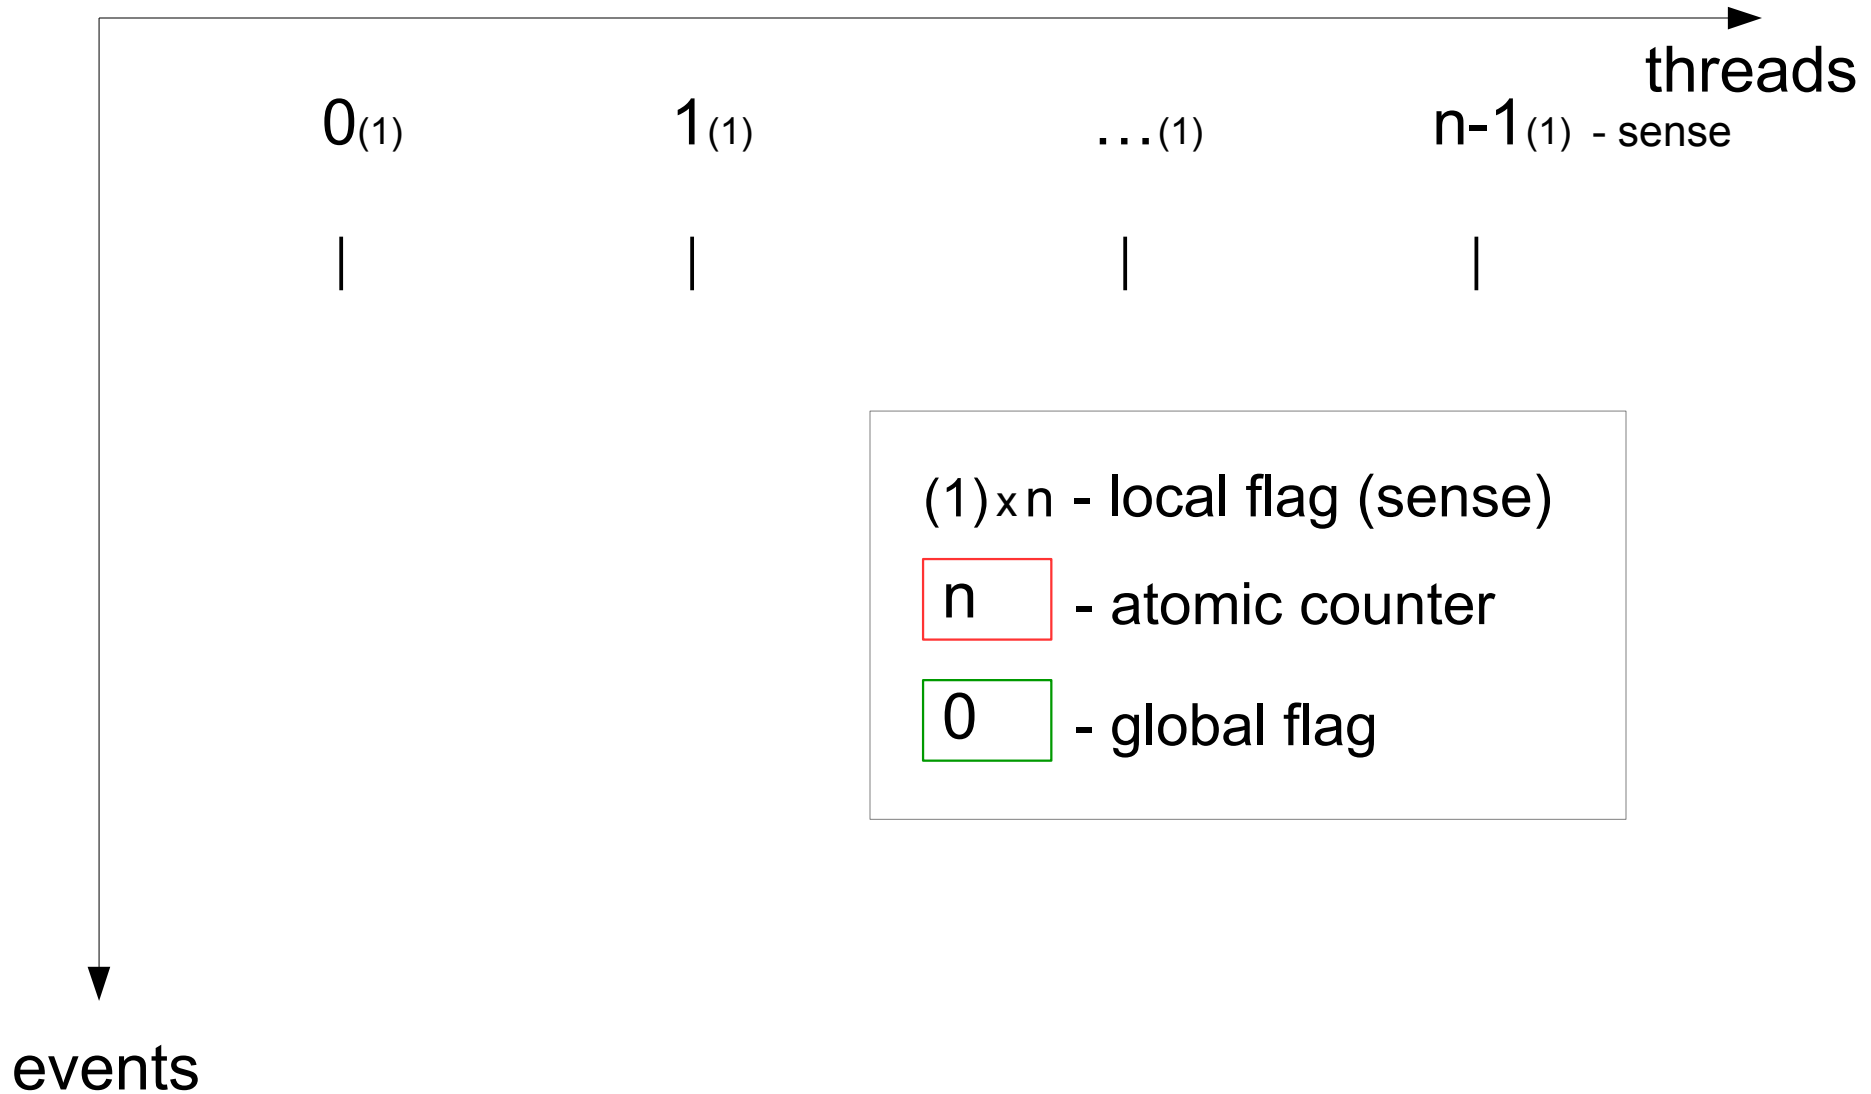 threads
0(1) 1(1) ...(1) n-1(1) - sense
(1) x n - local flag (sense)
n - atomic counter
0 - global flag
events